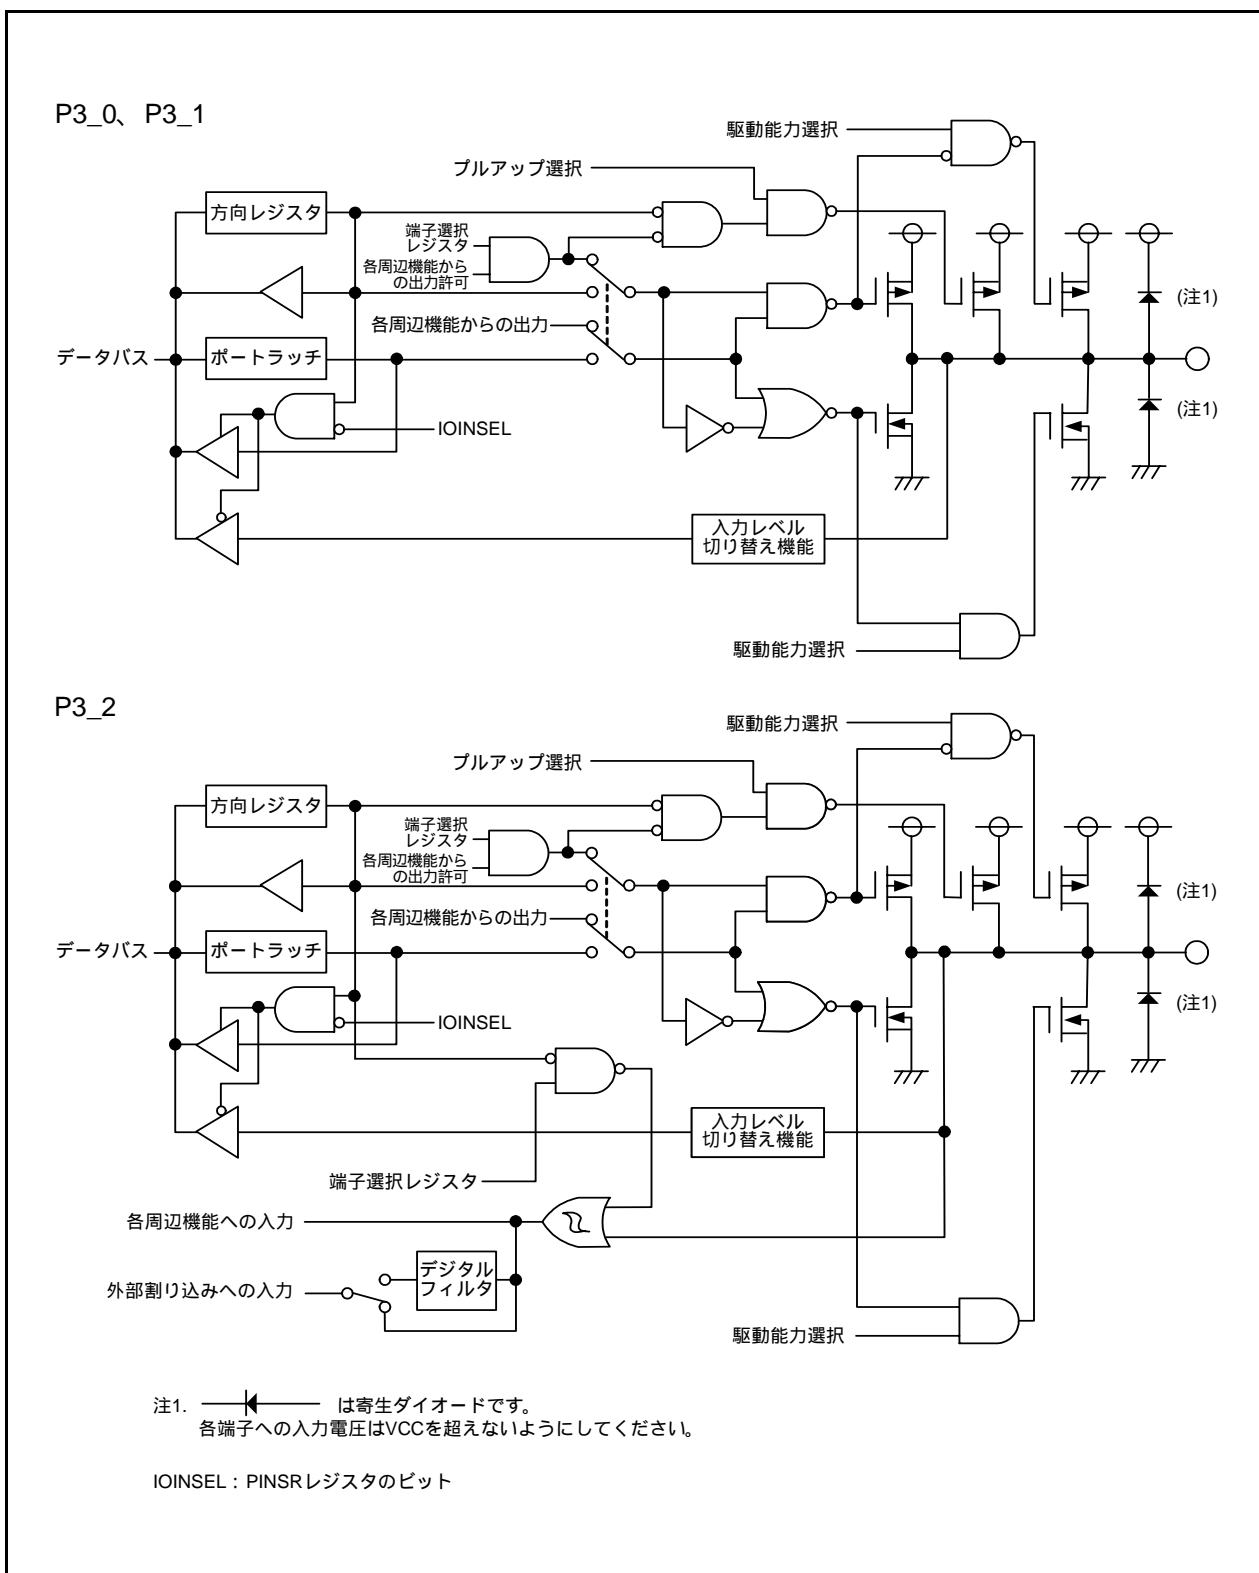 P3_0、P3_1
駆動能力選択
プルアップ選択
方向レジスタ
端子選択
レジスタ
各周辺機能から
の出力許可
(注1)
各周辺機能からの出力
データバス
ポートラッチ
(注1)
IOINSEL
入力レベル
切り替え機能
駆動能力選択
P3_2
駆動能力選択
プルアップ選択
方向レジスタ
端子選択
レジスタ
各周辺機能から
の出力許可
(注1)
各周辺機能からの出力
データバス
ポートラッチ
(注1)
IOINSEL
入力レベル
切り替え機能
端子選択レジスタ
各周辺機能への入力
デジタル
フィルタ
外部割り込みへの入力
駆動能力選択
注1. は寄生ダイオードです。
各端子への入力電圧はVCCを超えないようにしてください。
IOINSEL：PINSRレジスタのビット